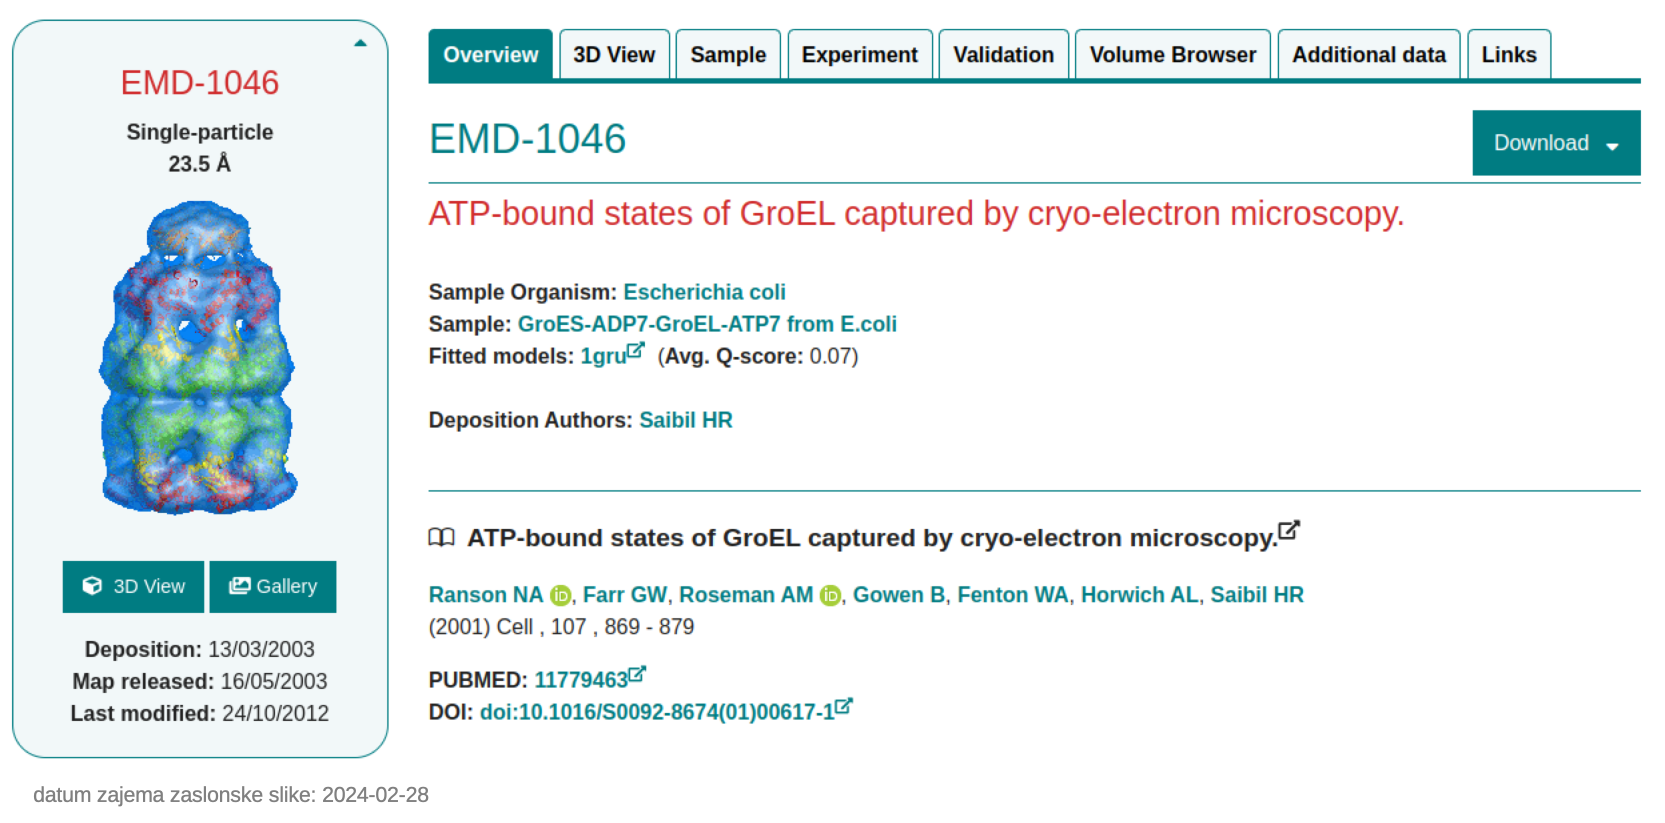 EMD-1046
Single-particle
23.5 Å
3D View
Gallery
Deposition: 13/03/2003
Map released: 16/05/2003
Last modified: 24/10/2012
Overview
3D View
Sample
Experiment
Validation
Volume Browser
Additional data
Links
EMD-1046
Download
ATP-bound states of GroEL captured by cryo-electron microscopy.
Sample Organism: Escherichia coli
Sample: GroES-ADP7-GroEL-ATP7 from E.coli
Fitted models: 1gru (Avg. Q-score: 0.07)
Deposition Authors: Saibil HR
ATP-bound states of GroEL captured by cryo-electron microscopy.
Ranson NA iD, Farr GW, Roseman AM iD, Gowen B, Fenton WA, Horwich AL, Saibil HR
(2001) Cell , 107 , 869 - 879
PUBMED: 11779463
DOI: doi:10.1016/S0092-8674(01)00617-1
datum zajema zaslonske slike: 2024-02-28